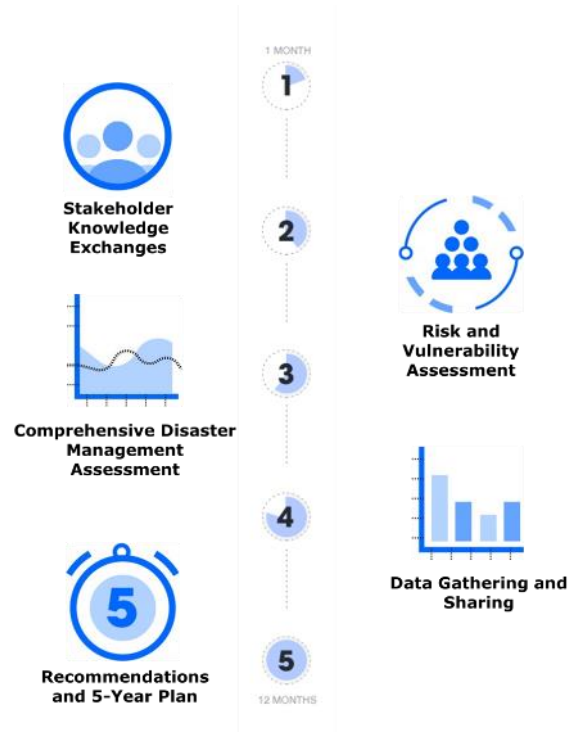 1 MONTH
1
Stakeholder
Knowledge
Exchanges
2
Risk and
Vulnerability
Assessment
3
Comprehensive Disaster
Management
Assessment
4
Data Gathering and
Sharing
5
Recommendations
and 5-Year Plan
5
12 MONTHS